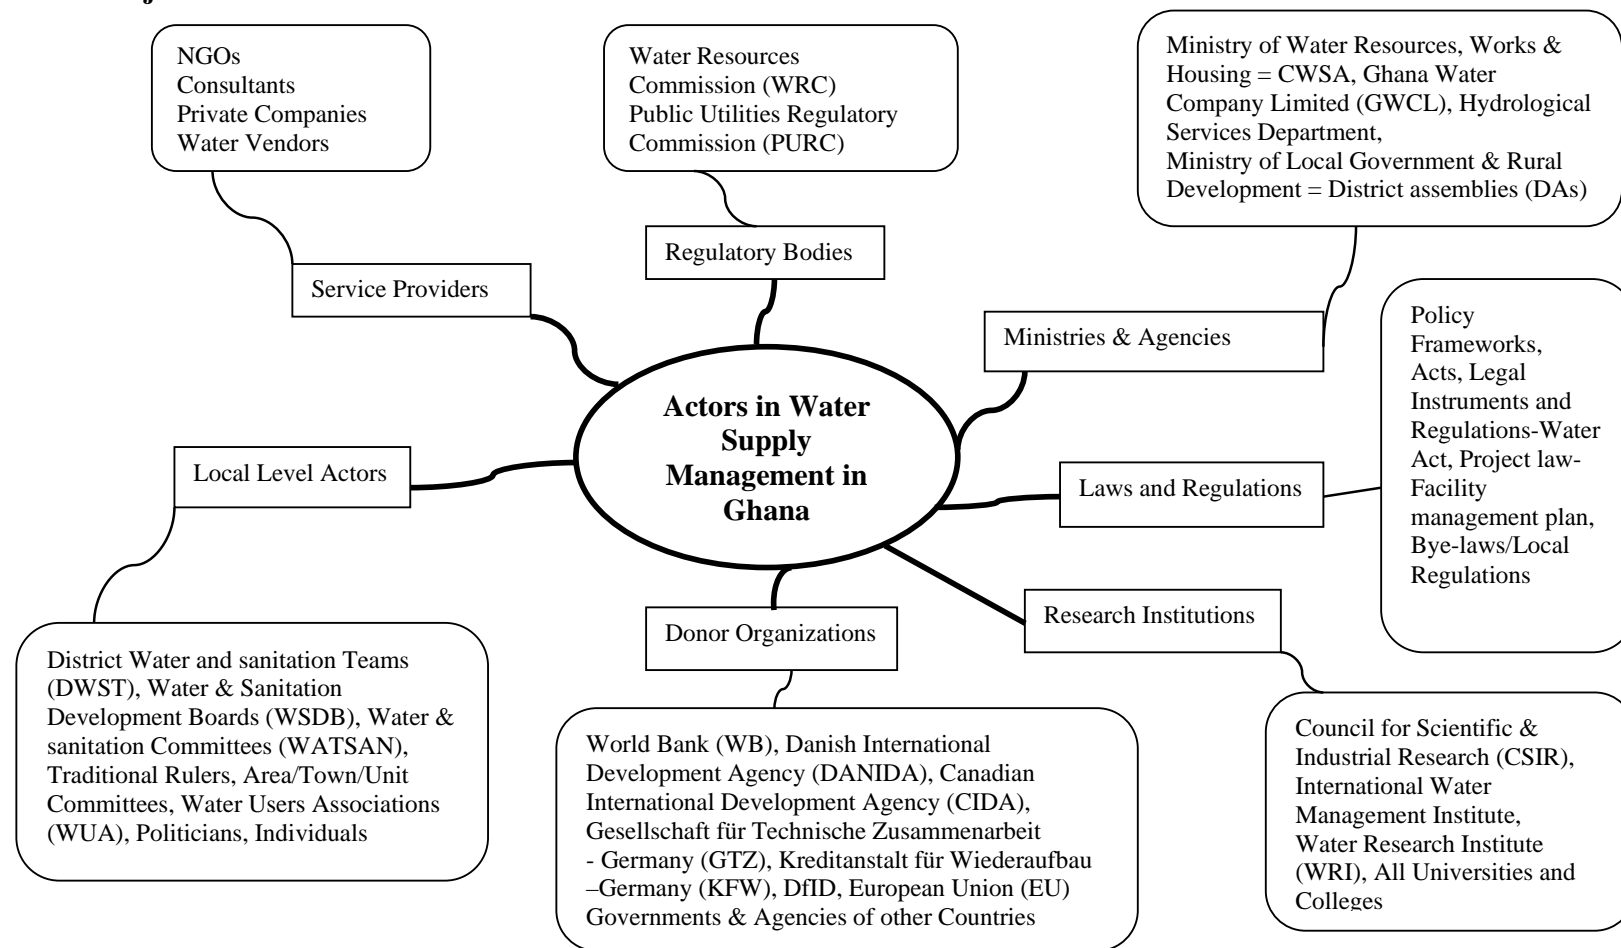 NGOs
Consultants
Private Companies
Water Vendors
Water Resources
Commission (WRC)
Public Utilities Regulatory
Commission (PURC)
Ministry of Water Resources, Works &
Housing = CWSA, Ghana Water
Company Limited (GWCL), Hydrological
Services Department,
Ministry of Local Government & Rural
Development = District assemblies (DAs)
Regulatory Bodies
Service Providers
Ministries & Agencies
Policy
Frameworks,
Acts, Legal
Instruments and
Regulations-Water
Act, Project law-
Facility
management plan,
Bye-laws/Local
Regulations
Actors in Water
Supply
Management in
Ghana
Local Level Actors
Laws and Regulations
Research Institutions
Donor Organizations
District Water and sanitation Teams
(DWST), Water & Sanitation
Development Boards (WSDB), Water &
sanitation Committees (WATSAN),
Traditional Rulers, Area/Town/Unit
Committees, Water Users Associations
(WUA), Politicians, Individuals
World Bank (WB), Danish International
Development Agency (DANIDA), Canadian
International Development Agency (CIDA),
Gesellschaft für Technische Zusammenarbeit
- Germany (GTZ), Kreditanstalt für Wiederaufbau
–Germany (KFW), DfID, European Union (EU)
Governments & Agencies of other Countries
Council for Scientific &
Industrial Research (CSIR),
International Water
Management Institute,
Water Research Institute
(WRI), All Universities and
Colleges